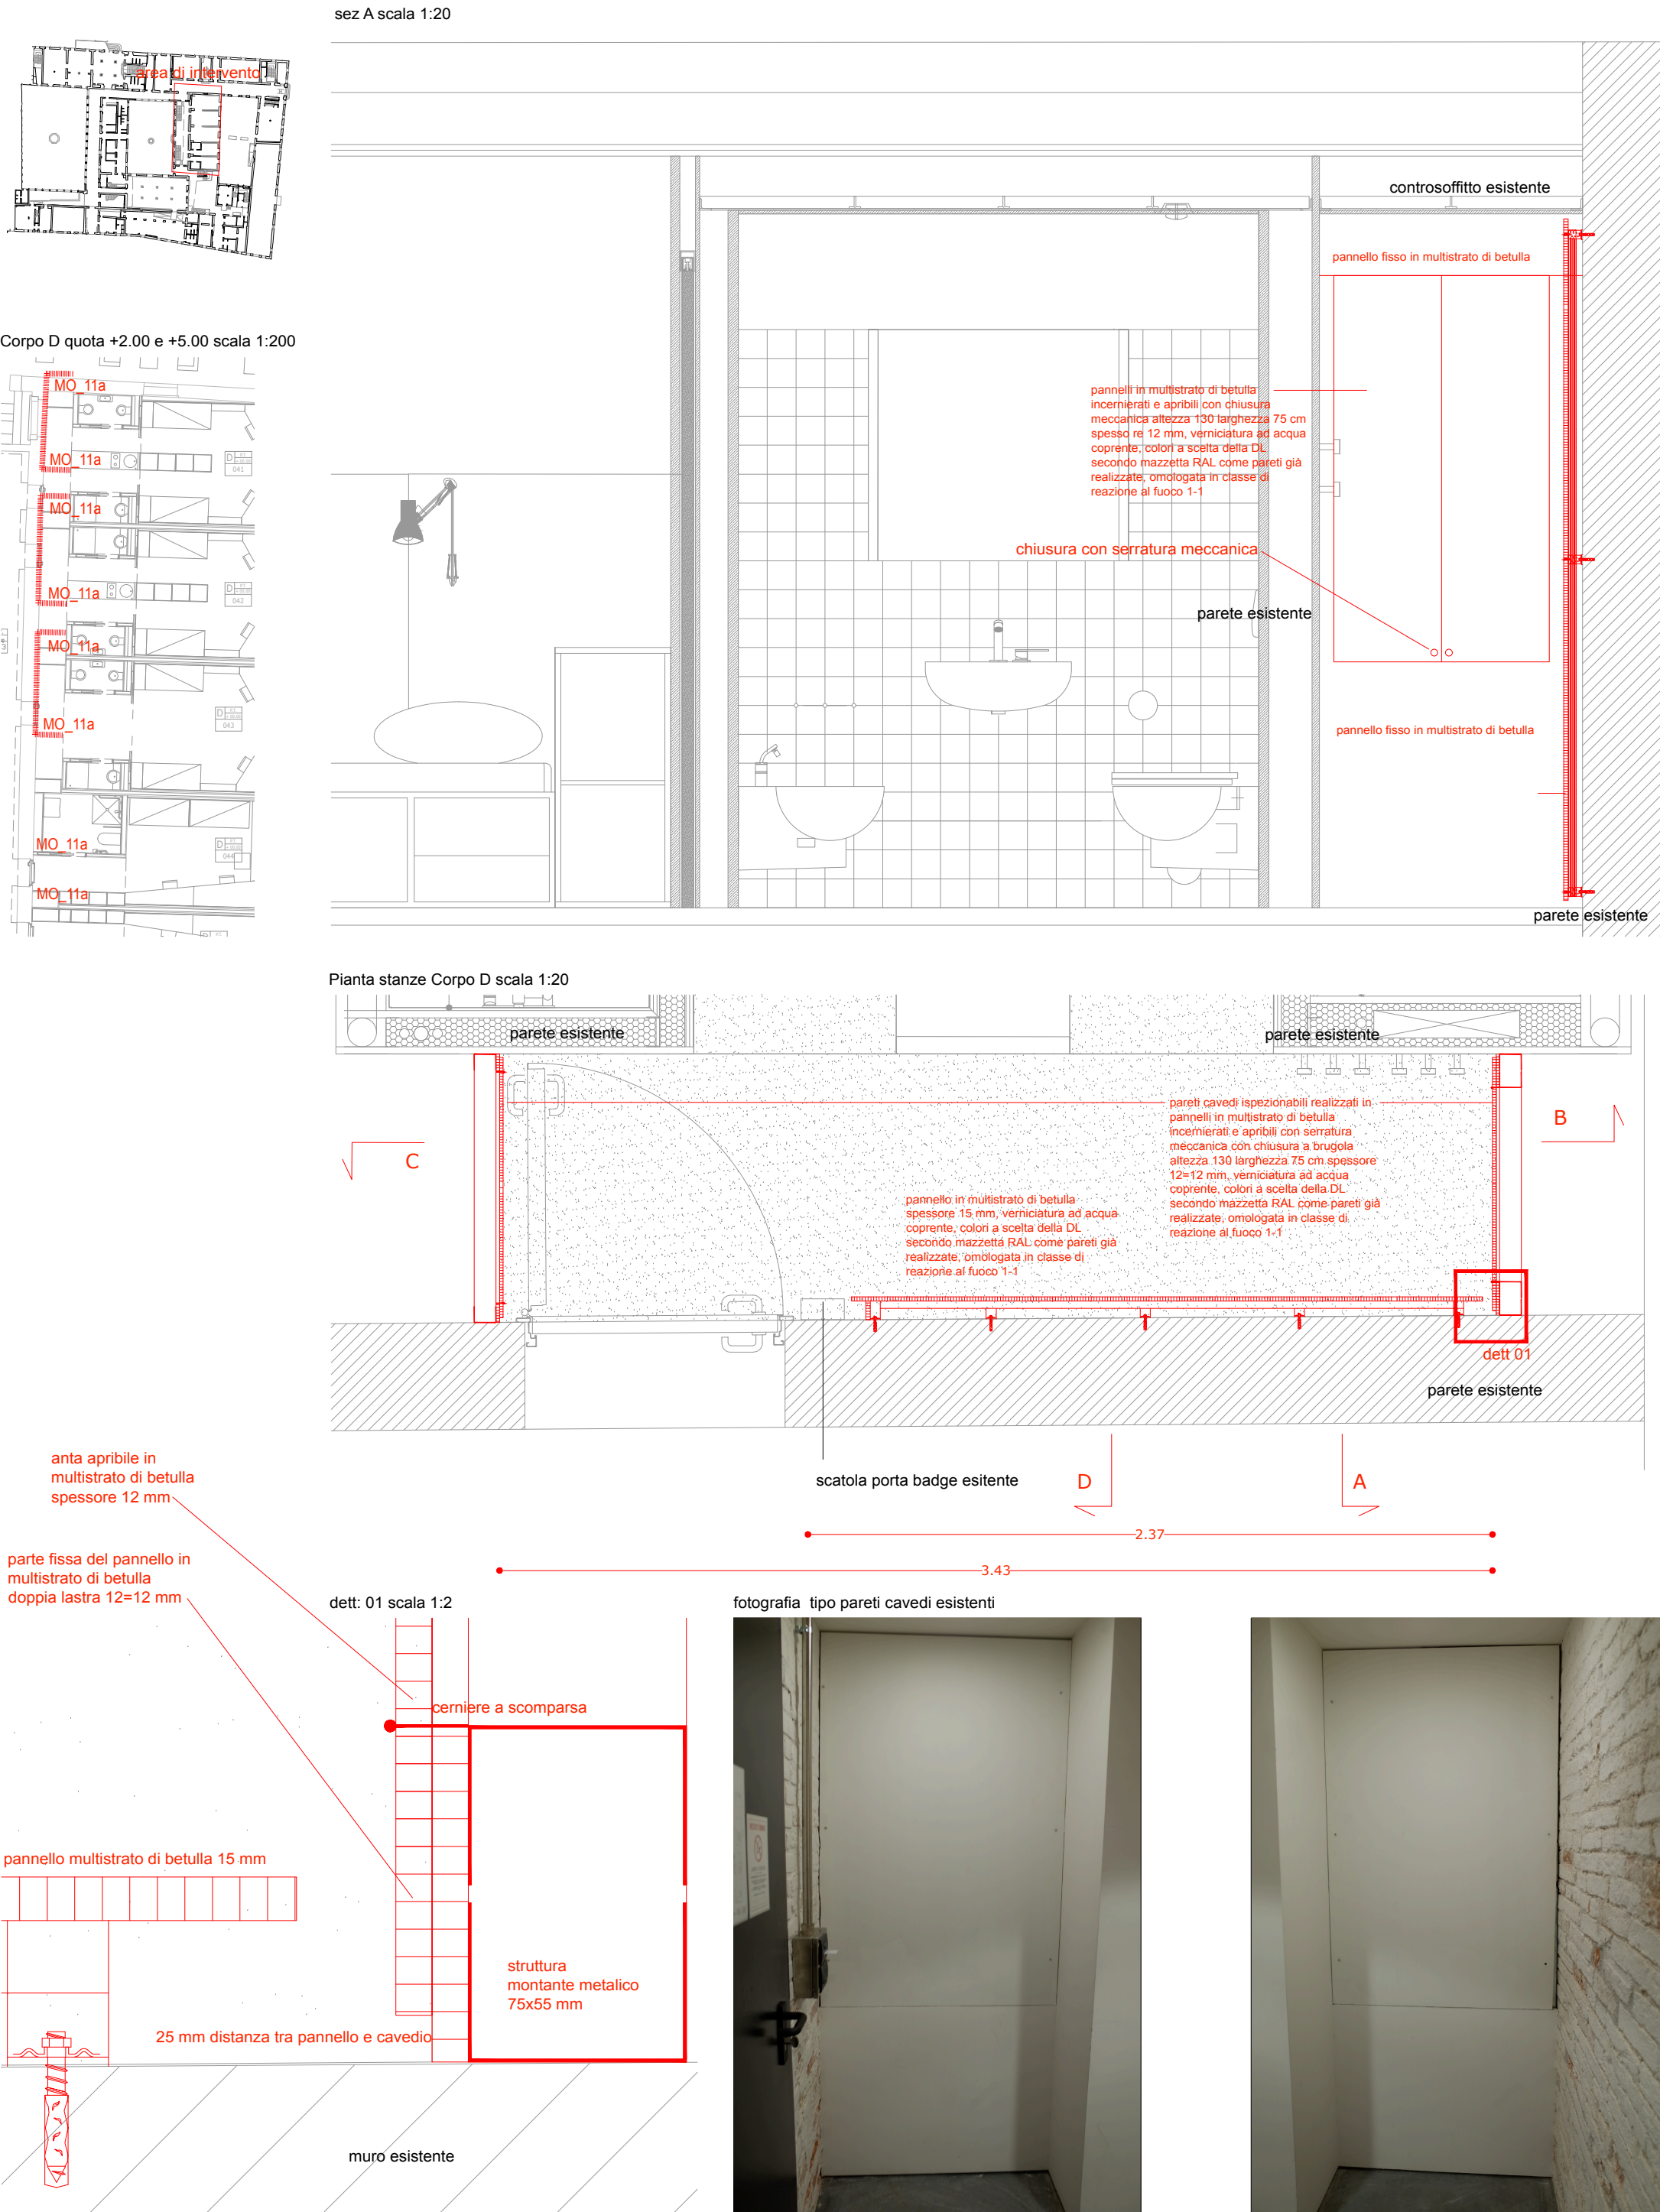 sez A scala 1:20
area di intervento
controsoffitto esistente
pannello fisso in multistrato di betulla
Corpo D quota +2.00 e +5.00 scala 1:200
MO_11a
MO_11a
041
MO_11a
MO_11a
042
MO_11a
MO_11a
043
MO_11a
044
MO_11a
pannelli in multistrato di betulla
incernierati e apribili con chiusura
meccanica altezza 130 larghezza 75 cm
spesso re 12 mm, verniciatura ad acqua
coprente, colori a scelta della DL
secondo mazzetta RAL come pareti già
realizzate, omologata in classe di
reazione al fuoco 1-1
chiusura con serratura meccanica
parete esistente
pannello fisso in multistrato di betulla
parete esistente
Pianta stanze Corpo D scala 1:20
parete esistente
parete esistente
C
B
pareti cavedi ispezionabili realizzati in
pannelli in multistrato di betulla
incernierati e apribili con serratura
meccanica con chiusura a brugola
altezza 130 larghezza 75 cm spessore
12=12 mm, verniciatura ad acqua
coprente, colori a scelta della DL
secondo mazzetta RAL come pareti già
realizzate, omologata in classe di
reazione al fuoco 1-1
pannello in multistrato di betulla
spessore 15 mm, verniciatura ad acqua
coprente, colori a scelta della DL
secondo mazzetta RAL come pareti già
realizzate, omologata in classe di
reazione al fuoco 1-1
dett 01
parete esistente
scatola porta badge esitente
D
A
2.37
3.43
anta apribile in
multistrato di betulla
spessore 12 mm
parte fissa del pannello in
multistrato di betulla
doppia lastra 12=12 mm
dett: 01 scala 1:2
cerniere a scomparsa
pannello multistrato di betulla 15 mm
struttura
montante metalico
75x55 mm
25 mm distanza tra pannello e cavedio
muro esistente
fotografia tipo pareti cavedi esistenti